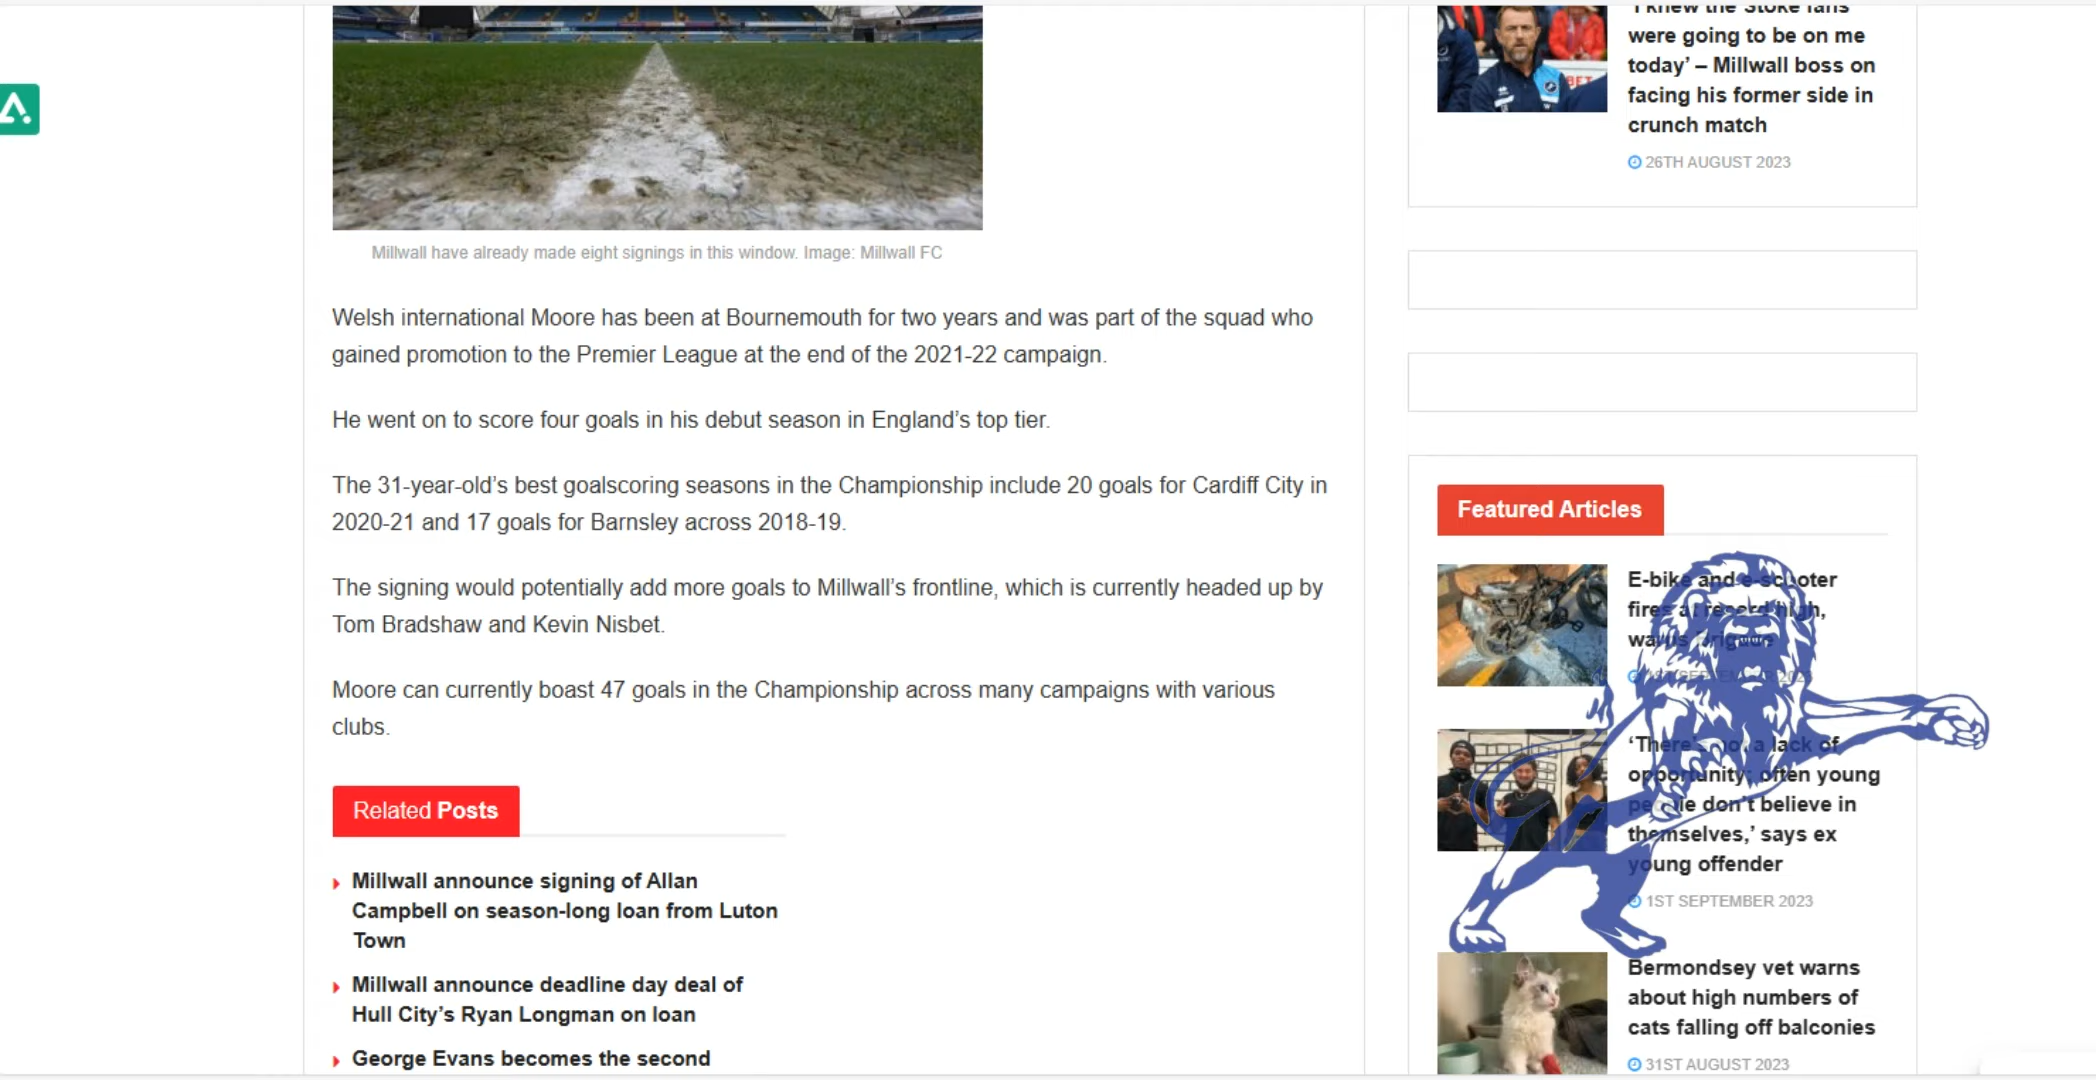 Millwall have already made eight signings in this window. Image: Millwall FC
Welsh international Moore has been at Bournemouth for two years and was part of the squad who
gained promotion to the Premier League at the end of the 2021-22 campaign.
He went on to score four goals in his debut season in England’s top tier.
The 31-year-old’s best goalscoring seasons in the Championship include 20 goals for Cardiff City in
2020-21 and 17 goals for Barnsley across 2018-19.
The signing would potentially add more goals to Millwall’s frontline, which is currently headed up by
Tom Bradshaw and Kevin Nisbet.
Moore can currently boast 47 goals in the Championship across many campaigns with various
clubs.
Related Posts
Millwall announce signing of Allan
Campbell on season-long loan from Luton
Town
Millwall announce deadline day deal of
Hull City’s Ryan Longman on loan
George Evans becomes the second
‘I knew the Stoke fans
were going to be on me
today’ – Millwall boss on
facing his former side in
crunch match
26TH AUGUST 2023
Featured Articles
E-bike and e-scooter
fires at record high,
warns Brigade
1ST SEPTEMBER 2023
‘There’s not a lack of
opportunity; often young
people don’t believe in
themselves,’ says ex
young offender
1ST SEPTEMBER 2023
Bermondsey vet warns
about high numbers of
cats falling off balconies
31ST AUGUST 2023